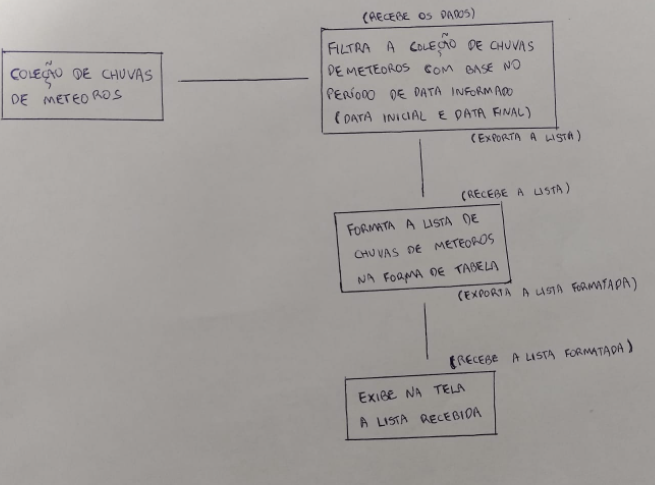 COLEÇÃO DE CHUVAS
DE METEOROS
(RECEBE OS DADOS)
FILTRA A COLEÇÃO DE CHUVAS
DE METEOROS COM BASE NO
PERÍODO DE DATA INFORMADO
(DATA INICIAL E DATA FINAL)
(EXPORTA A LISTA)
(RECEBE A LISTA)
FORMATA A LISTA DE
CHUVAS DE METEOROS
NA FORMA DE TABELA
(EXPORTA A LISTA FORMATADA)
(RECEBE A LISTA FORMATADA)
EXIBE NA TELA
A LISTA RECEBIDA